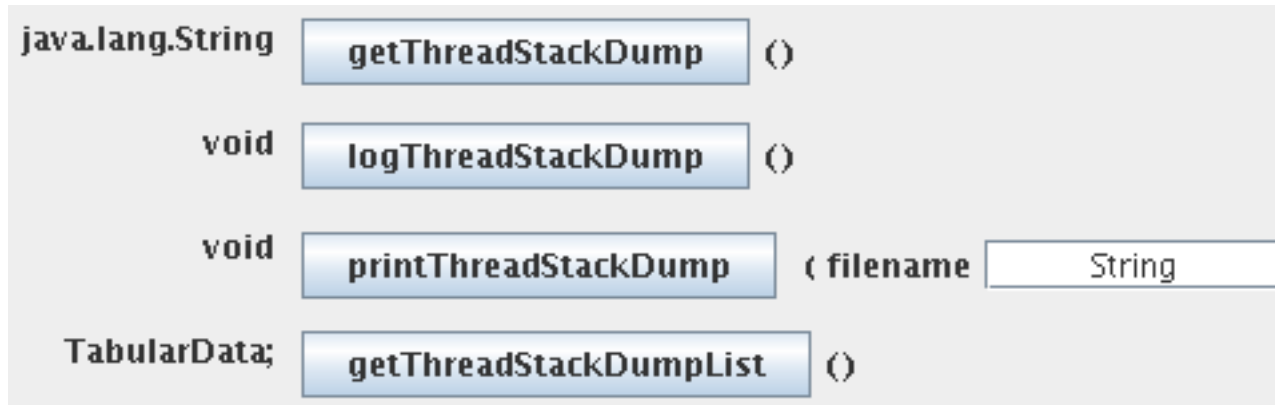 java.lang.String getThreadStackDump ()
void logThreadStackDump ()
void printThreadStackDump ( filename String
TabularData; getThreadStackDumpList ()